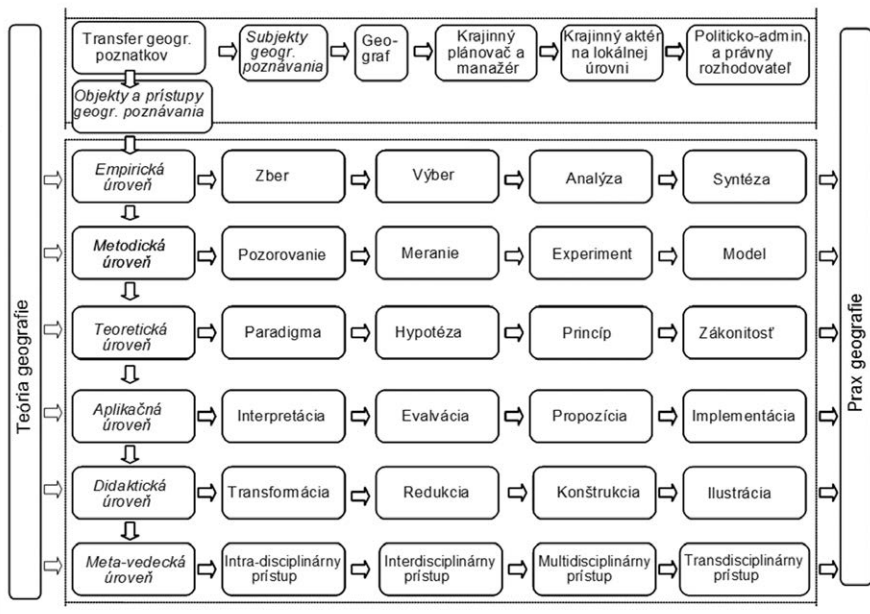 Transfer geogr.
poznatkov
Subjekty
geogr.
poznávania
Geo-
graf
Krajinný
plánovač a
manažér
Krajinný aktér
na lokálnej
úrovni
Politicko-admin.
a právny
rozhodovateľ
Objekty a prístupy
geogr. poznávania
Teória geografie
Empirická
úroveň
Zber
Výber
Analýza
Syntéza
Metodická
úroveň
Pozorovanie
Meranie
Experiment
Model
Teoretická
úroveň
Paradigma
Hypotéza
Princíp
Zákonitosť
Aplikačná
úroveň
Interpretácia
Evalvácia
Propozícia
Implementácia
Didaktická
úroveň
Transformácia
Redukcia
Konštrukcia
Ilustrácia
Meta-vedecká
úroveň
Intra-disciplinárny
prístup
Interdisciplinárny
prístup
Multidisciplinárny
prístup
Transdisciplinárny
prístup
Prax geografie